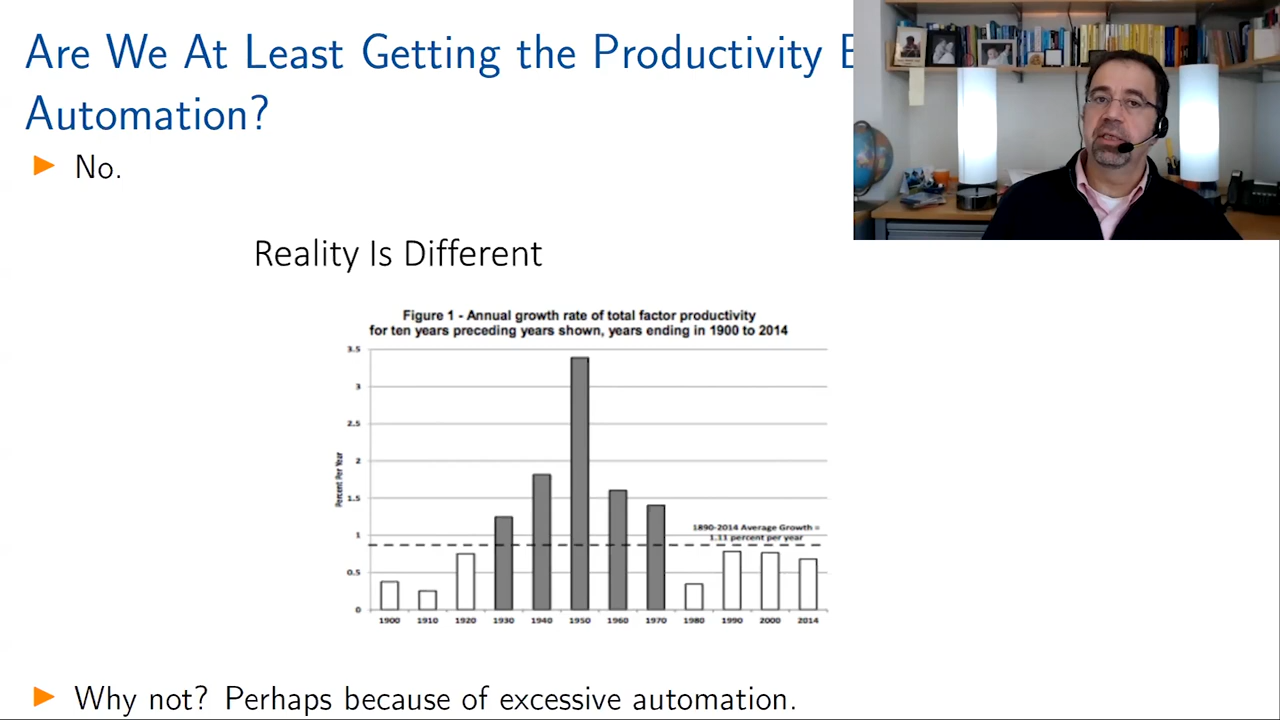 Are We At Least Getting the Productivity
Automation?
No.
Reality Is Different
Figure 1 - Annual growth rate of total factor productivity
for ten years preceding years shown, years ending in 1900 to 2014
3.5
3
2.5
2
1.5
1
0.5
0
Percent Per Year
1890-2014 Average Growth =
1.11 percent per year
1900 1910 1920 1930 1940 1950 1960 1970 1980 1990 2000 2014
Why not? Perhaps because of excessive automation.